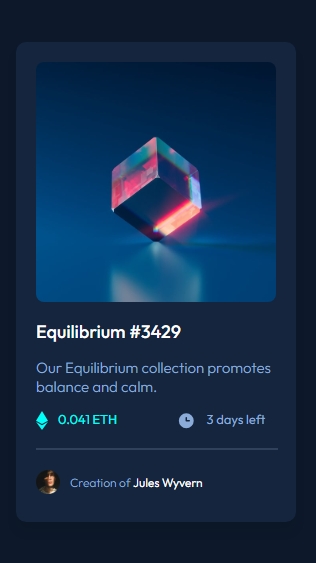 Equilibrium #3429
Our Equilibrium collection promotes
balance and calm.
0.041 ETH
3 days left
Creation of Jules Wyvern